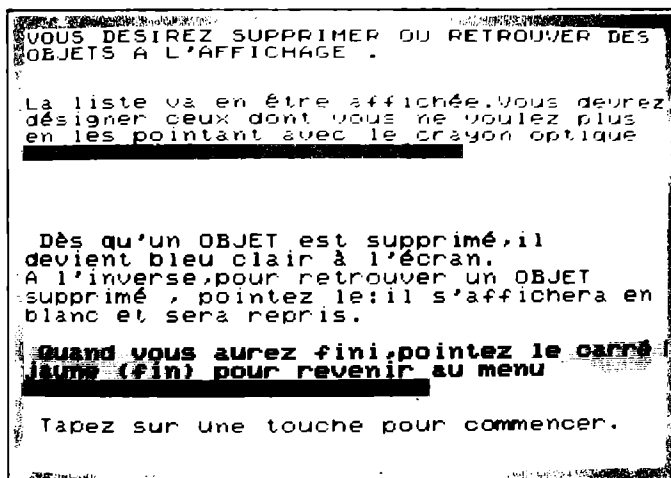 VOUS DESIREZ SUPPRIMER OU RETROUVER DES
OBJETS A L'AFFICHAGE .
La liste va en être affichée.Vous devrez
désigner ceux dont vous ne voulez plus
en les pointant avec le crayon optique
Dès qu'un OBJET est supprimé,il
devient bleu clair à l'écran.
A l'inverse,pour retrouver un OBJET
supprimé , pointez le:il s'affichera en
blanc et sera repris.
Quand vous aurez fini,pointez le carré
jaune (fin) pour revenir au menu
Tapez sur une touche pour commencer.